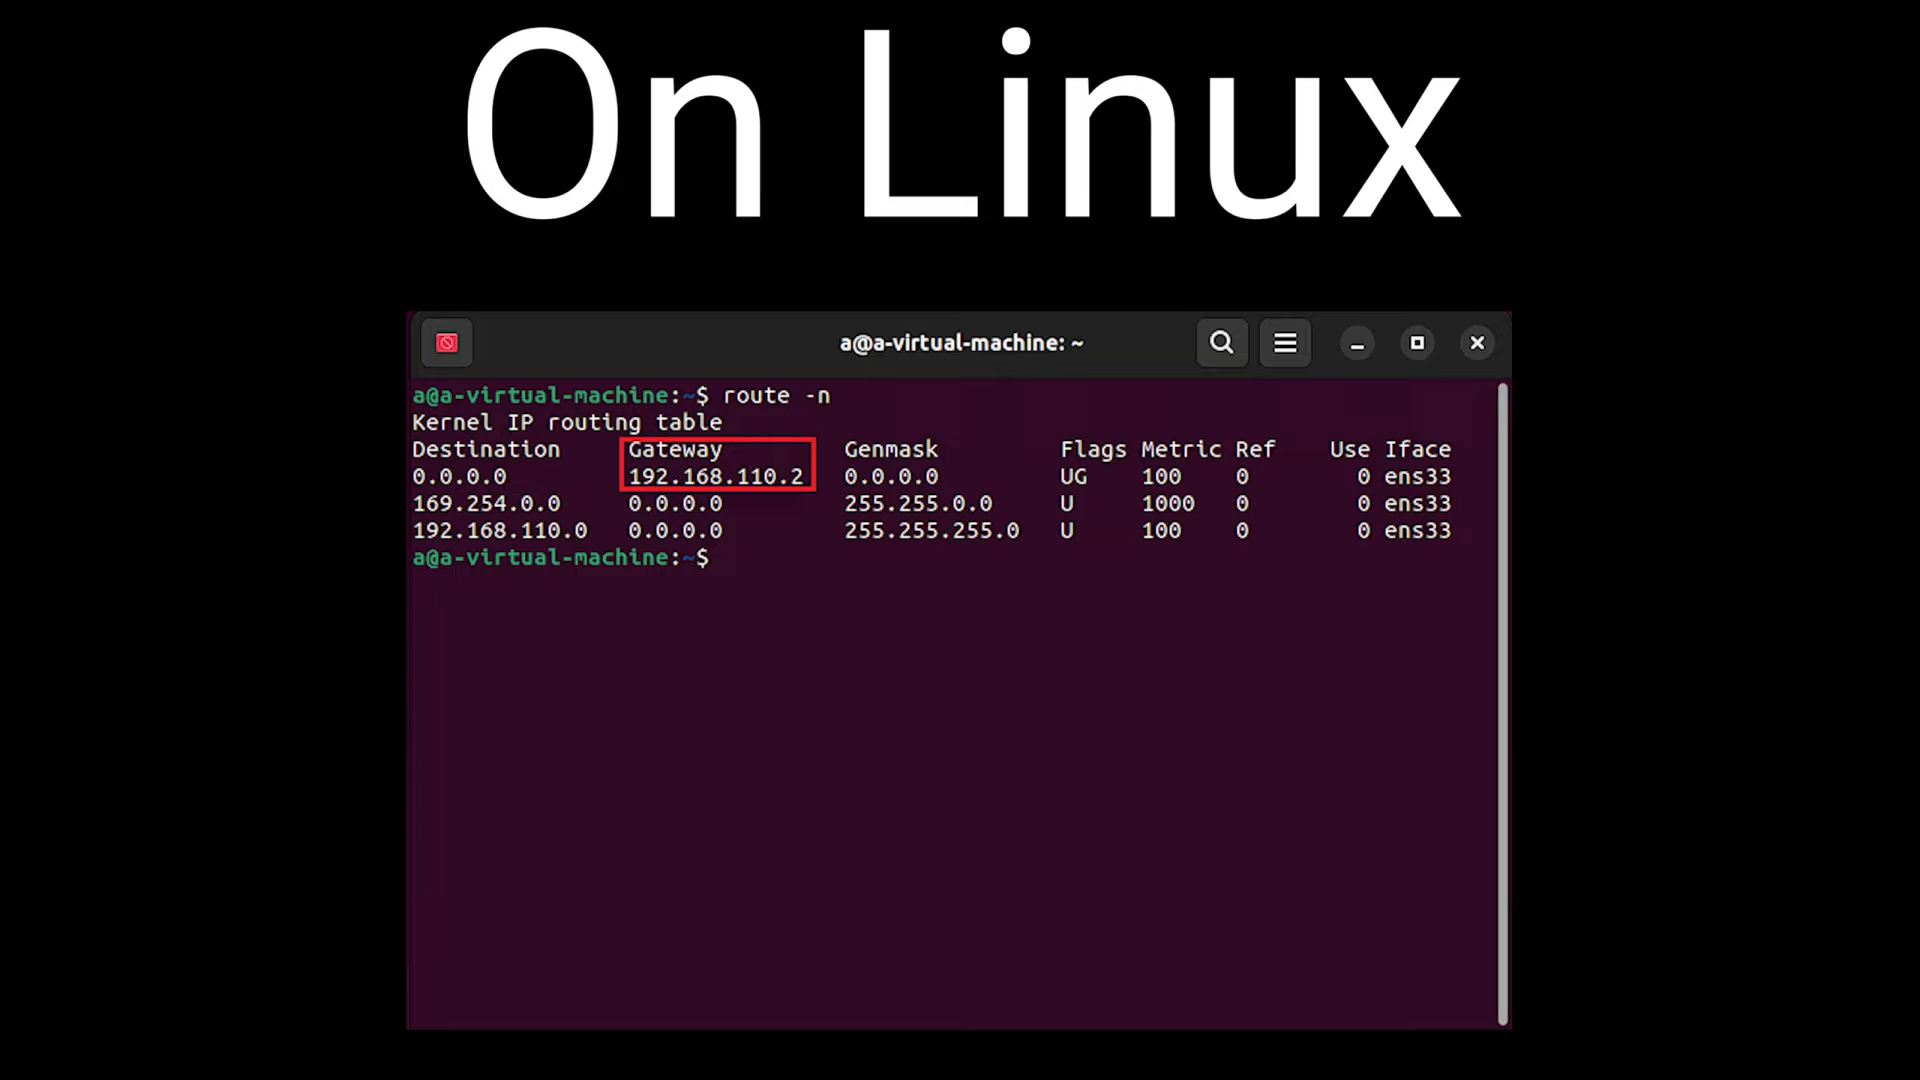 On Linux
a@a-virtual-machine: ~
a@a-virtual-machine:~$ route -n
Kernel IP routing table
Destination Gateway Genmask Flags Metric Ref Use Iface
0.0.0.0 192.168.110.2 0.0.0.0 UG 100 0 0 ens33
169.254.0.0 0.0.0.0 255.255.0.0 U 1000 0 0 ens33
192.168.110.0 0.0.0.0 255.255.255.0 U 100 0 0 ens33
a@a-virtual-machine:~$